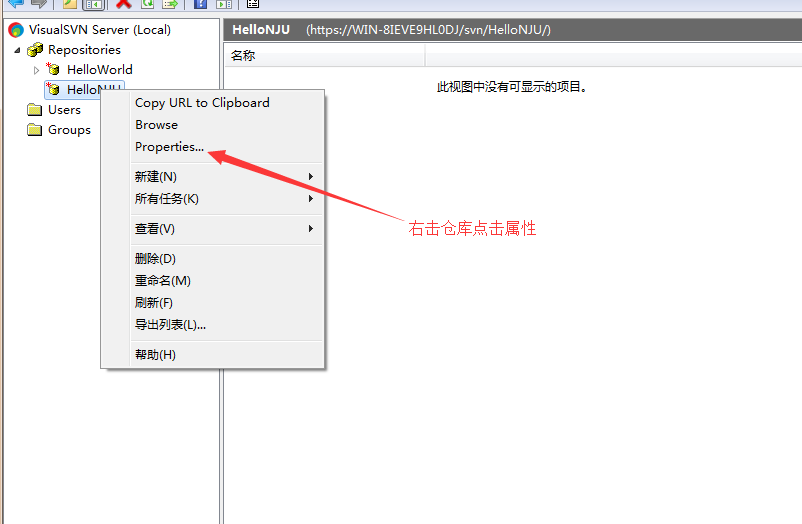 VisualSVN Server (Local)
Repositories
HelloWorld
HelloNJU
Users
Groups
HelloNJU (https://WIN-8IEVE9HL0DJ/svn/HelloNJU/)
名称
此视图中没有可显示的项目。
Copy URL to Clipboard
Browse
Properties...
新建(N)
所有任务(K)
查看(V)
删除(D)
重命名(M)
刷新(F)
导出列表(L)...
帮助(H)
右击仓库点击属性